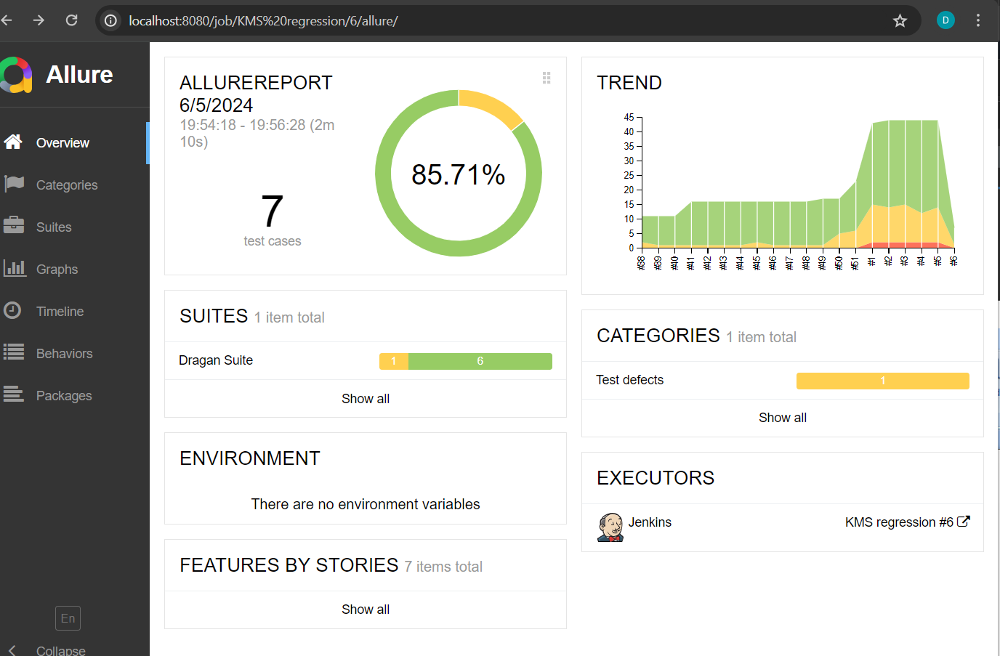 localhost:8080/job/KMS%20regression/6/allure/
D
Allure
Overview
Categories
Suites
Graphs
Timeline
Behaviors
Packages
En
Collapse
ALLUREREPORT
6/5/2024
19:54:18 - 19:56:28 (2m
10s)
7
test cases
85.71%
SUITES 1 item total
Dragan Suite
1
6
Show all
ENVIRONMENT
There are no environment variables
FEATURES BY STORIES 7 items total
Show all
TREND
45
40
35
30
25
20
15
10
5
0
#38
#39
#40
#41
#42
#43
#44
#45
#46
#47
#48
#49
#50
#51
#1
#2
#3
#4
#5
#6
CATEGORIES 1 item total
Test defects
1
Show all
EXECUTORS
Jenkins
KMS regression #6